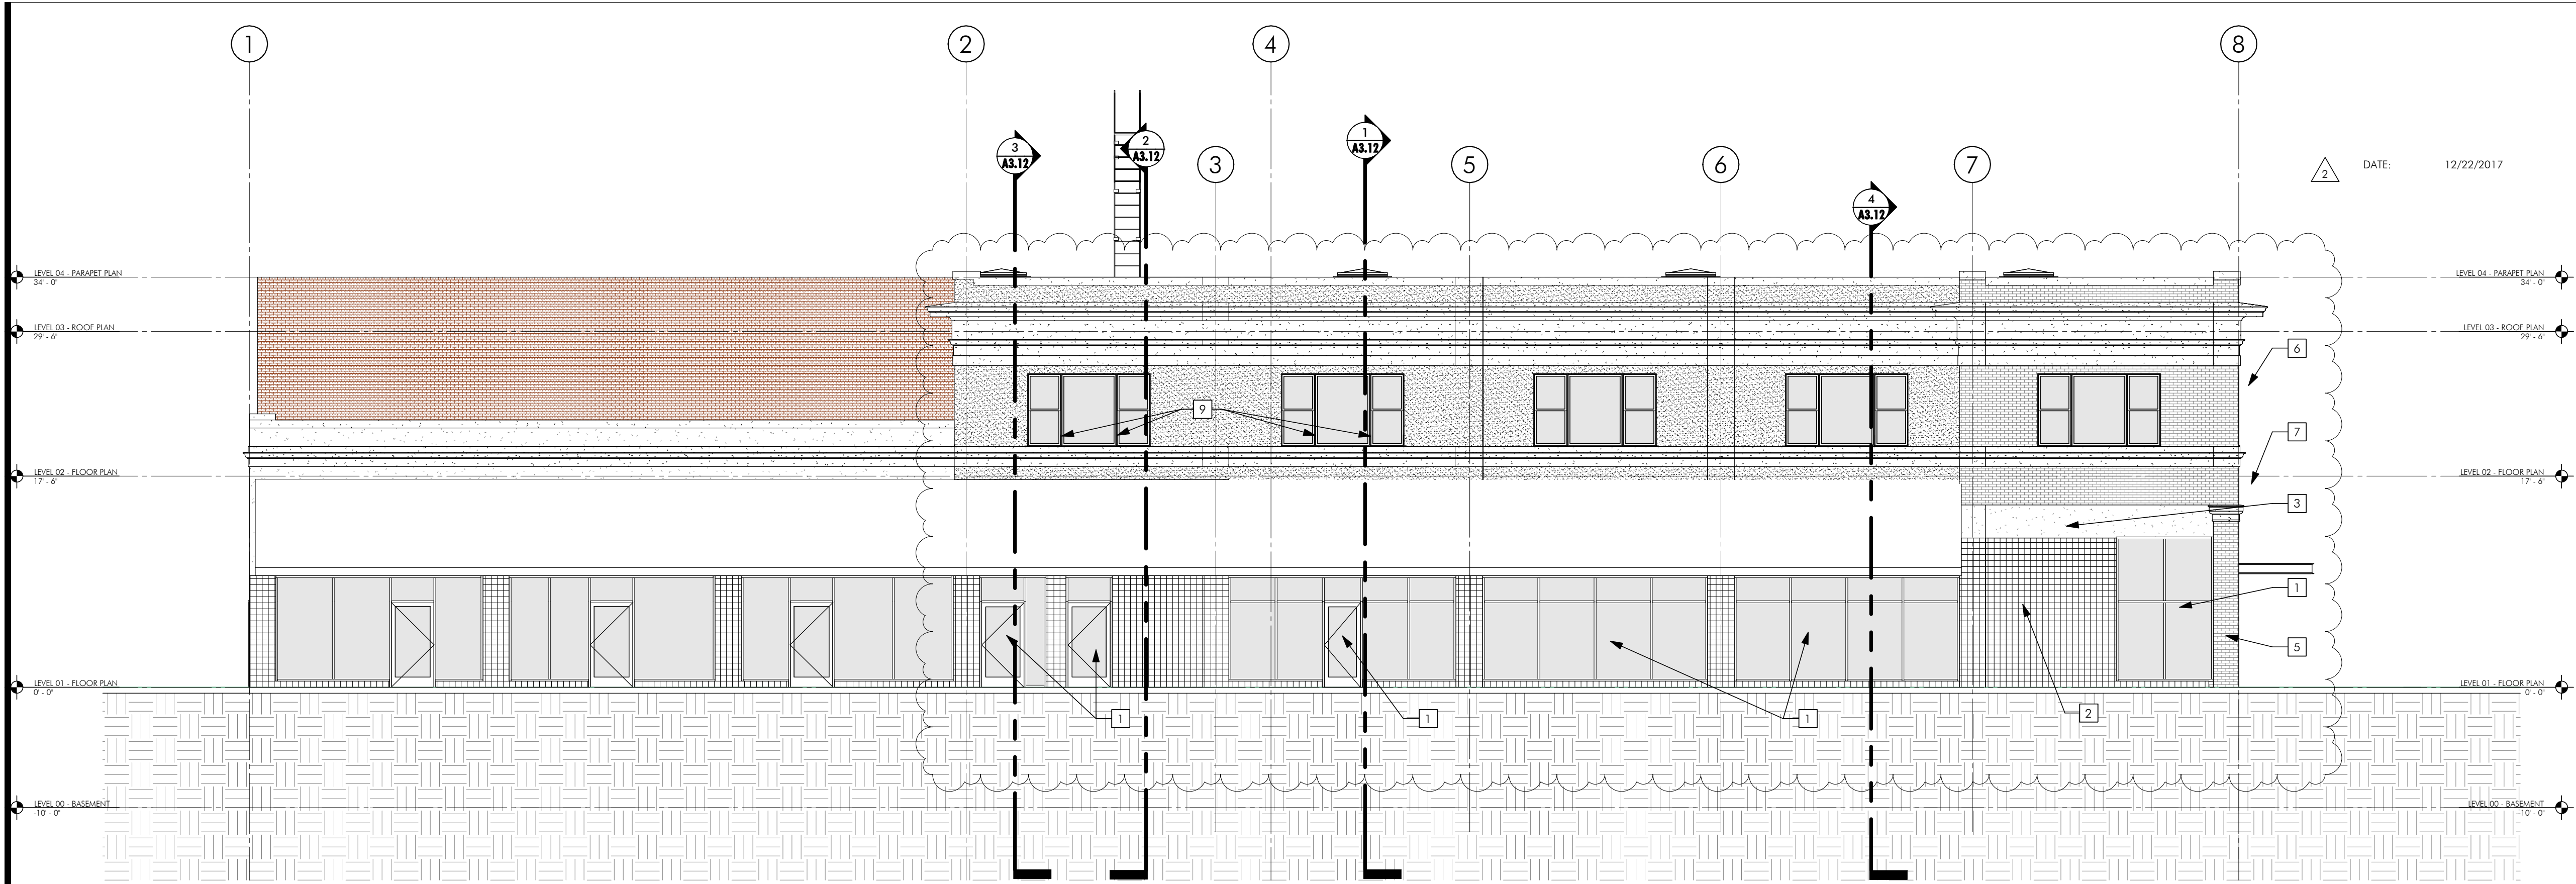 1
2
4
8
3
A3.12
2
A3.12
1
A3.12
3
5
6
7
4
A3.12
2
DATE: 12/22/2017
LEVEL 04 - PARAPET PLAN
34' - 0"
LEVEL 04 - PARAPET PLAN
34' - 0"
LEVEL 03 - ROOF PLAN
29' - 6"
LEVEL 03 - ROOF PLAN
29' - 6"
6
9
7
LEVEL 02 - FLOOR PLAN
17' - 6"
LEVEL 02 - FLOOR PLAN
17' - 6"
3
1
5
LEVEL 01 - FLOOR PLAN
0' - 0"
LEVEL 01 - FLOOR PLAN
0' - 0"
1
1
1
2
LEVEL 00 - BASEMENT
-10' - 0"
LEVEL 00 - BASEMENT
-10' - 0"